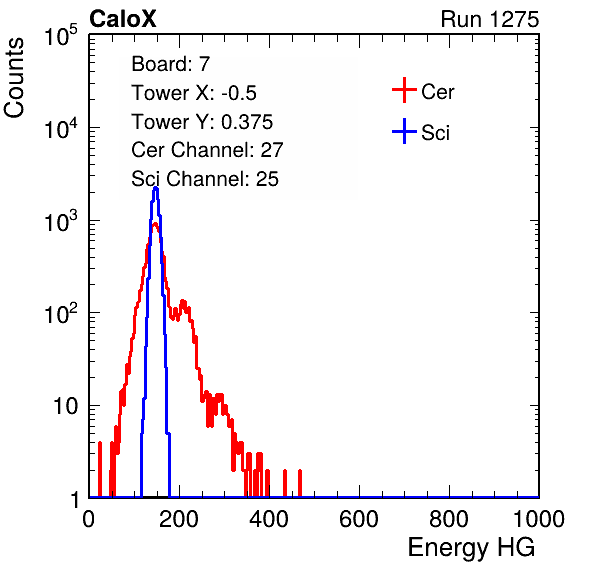 CaloX Run 1275
Counts
10^5
10^4
10^3
10^2
10
1
Board: 7
Tower X: -0.5
Tower Y: 0.375
Cer Channel: 27
Sci Channel: 25
Cer
Sci
0 200 400 600 800 1000
Energy HG